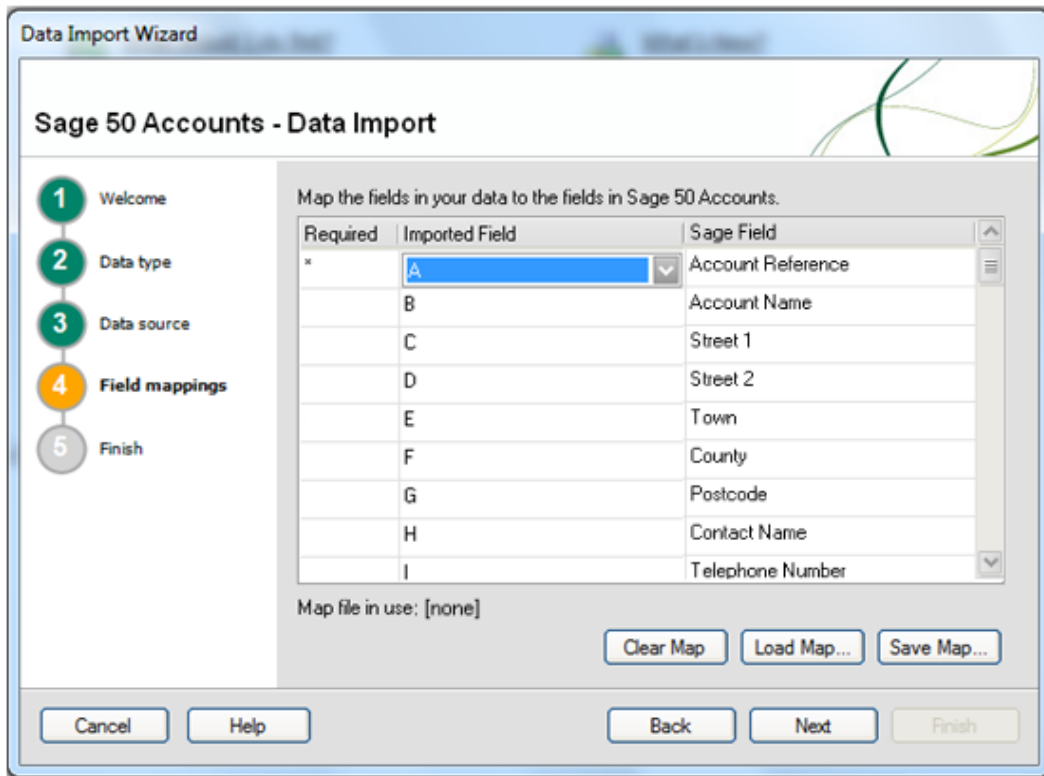 Data Import Wizard
Sage 50 Accounts - Data Import
1 Welcome
2 Data type
3 Data source
4 Field mappings
5 Finish
Map the fields in your data to the fields in Sage 50 Accounts.
Required Imported Field Sage Field
* A Account Reference
B Account Name
C Street 1
D Street 2
E Town
F County
G Postcode
H Contact Name
I Telephone Number
Map file in use: [none]
Clear Map Load Map... Save Map...
Cancel Help Back Next Finish